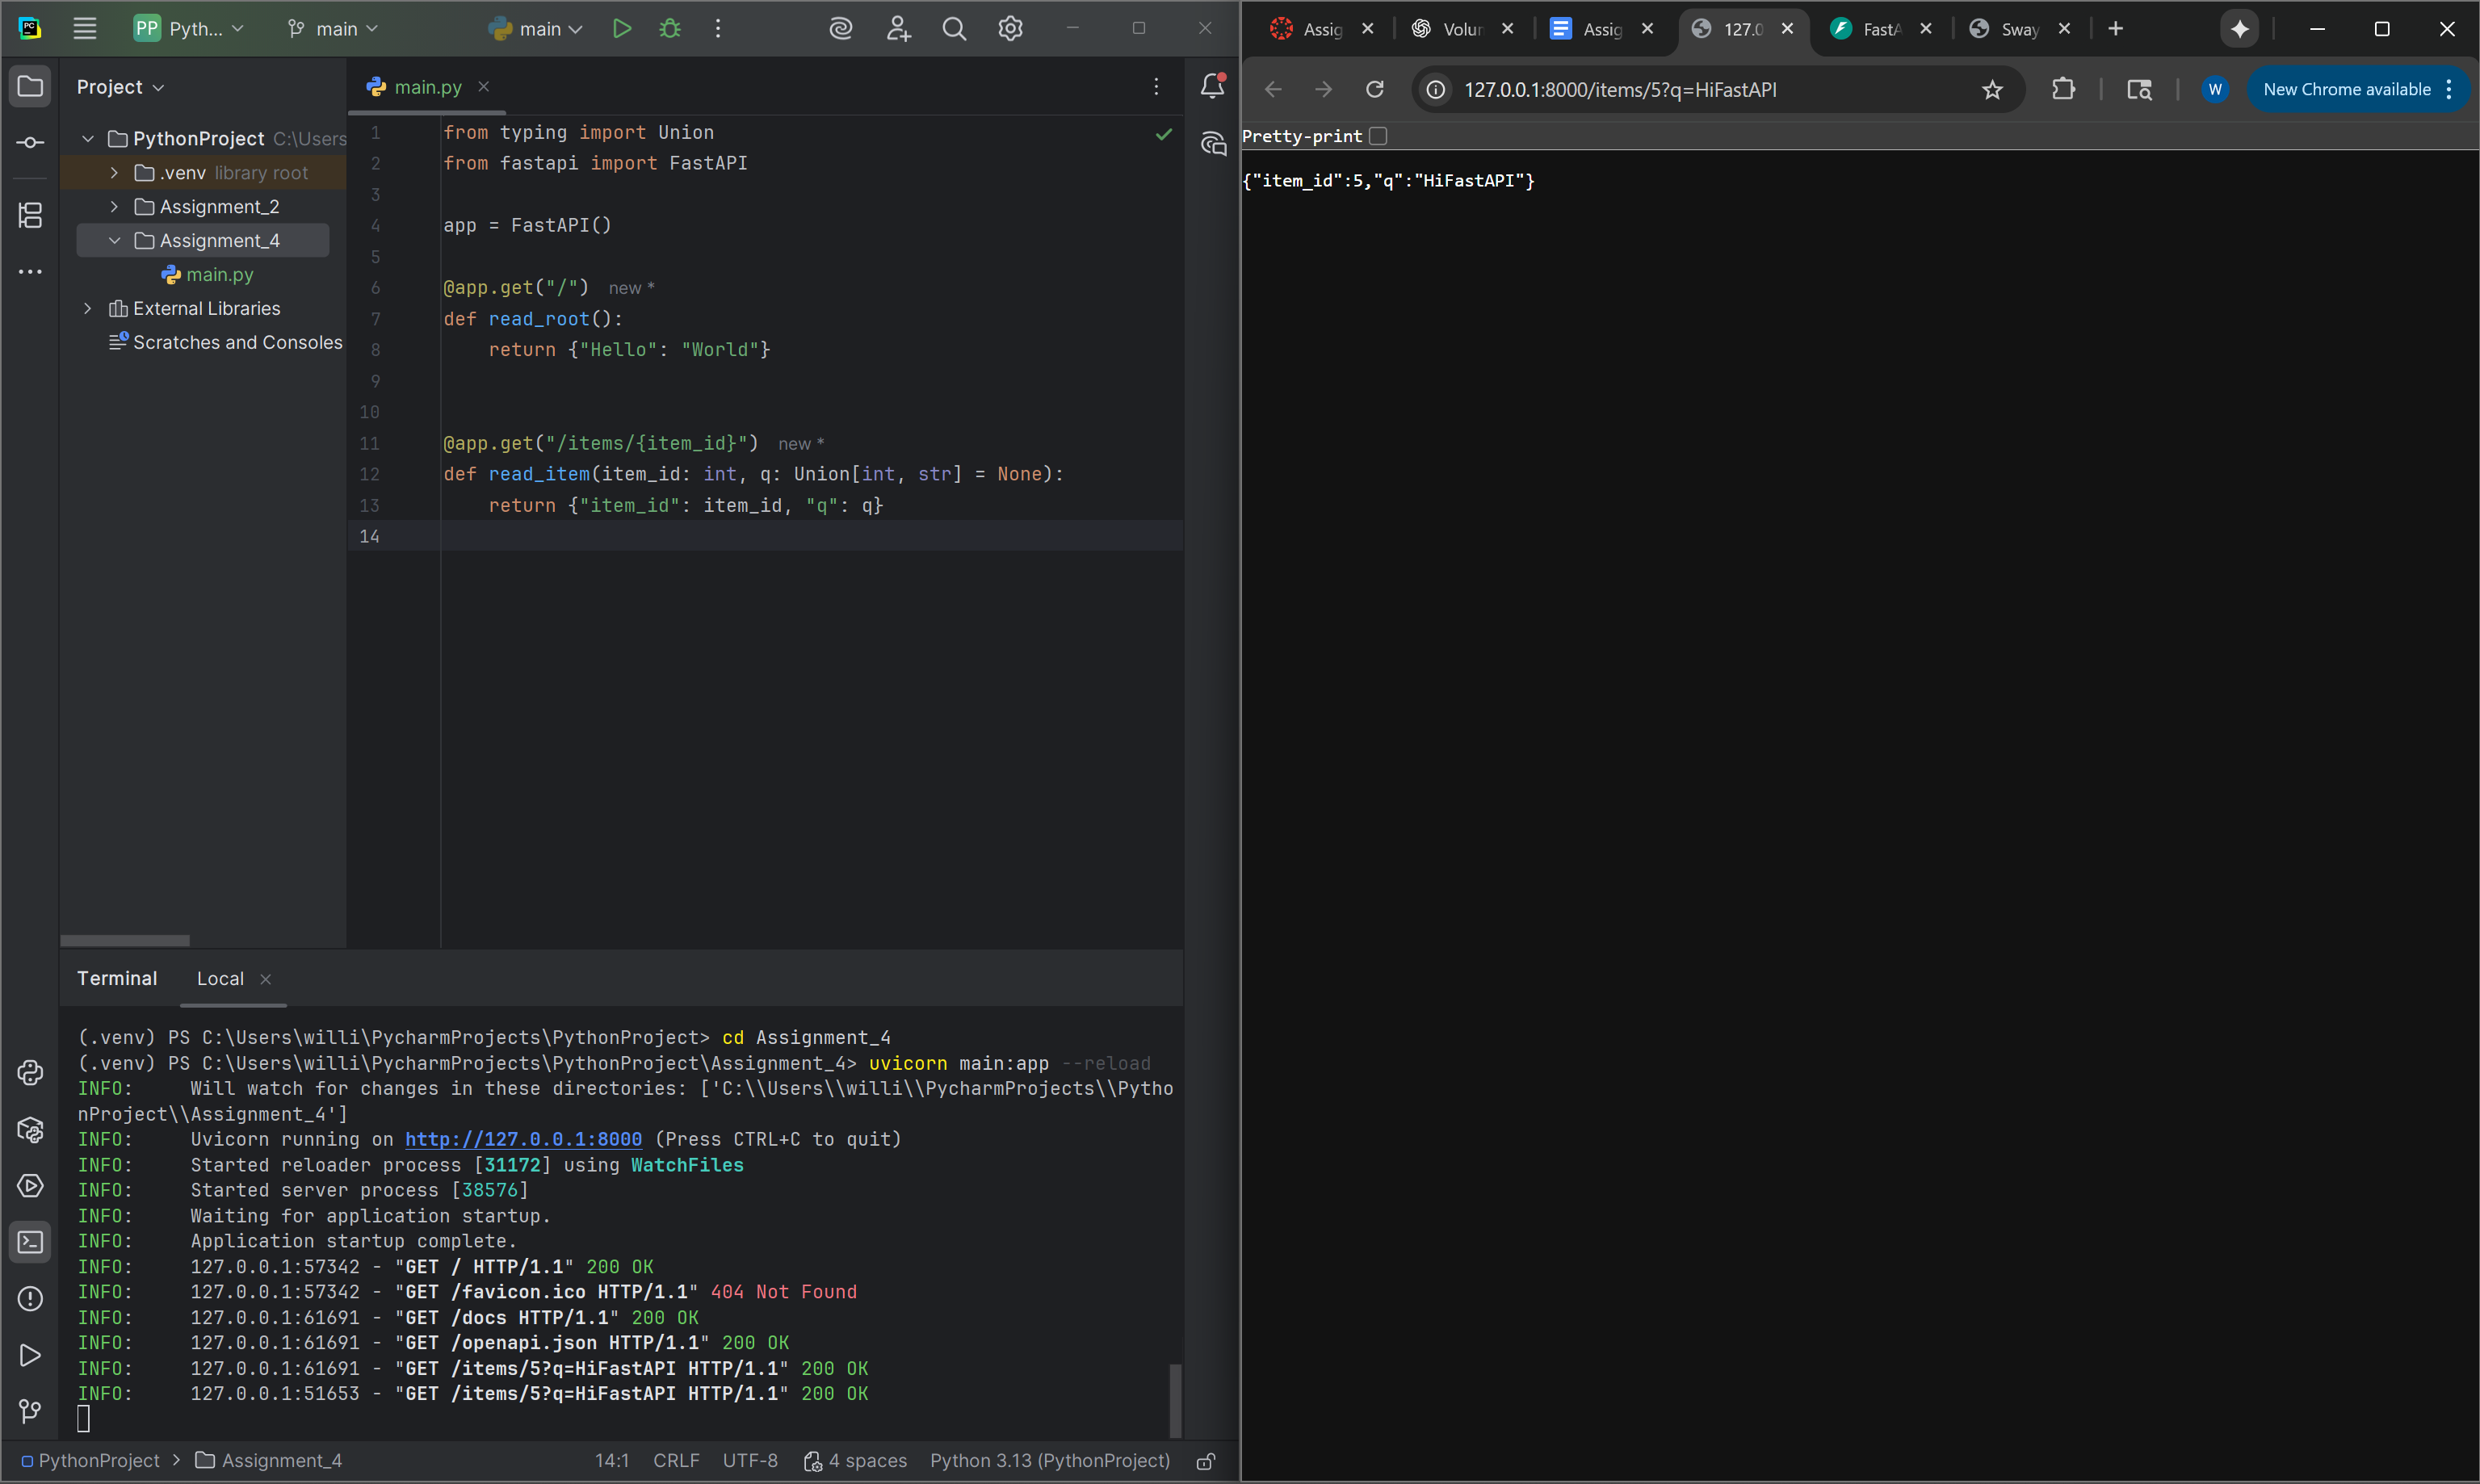 PC
PP Pyth...
main
main
Project
PythonProject C:\Users
.venv library root
Assignment_2
Assignment_4
main.py
External Libraries
Scratches and Consoles
main.py
1 from typing import Union
2 from fastapi import FastAPI
3
4 app = FastAPI()
5
6 @app.get("/") new *
7 def read_root():
8 return {"Hello": "World"}
9
10
11 @app.get("/items/{item_id}") new *
12 def read_item(item_id: int, q: Union[int, str] = None):
13 return {"item_id": item_id, "q": q}
14
Terminal Local
(.venv) PS C:\Users\willi\PycharmProjects\PythonProject> cd Assignment_4
(.venv) PS C:\Users\willi\PycharmProjects\PythonProject\Assignment_4> uvicorn main:app --reload
INFO: Will watch for changes in these directories: ['C:\\Users\\willi\\PycharmProjects\\Pytho
nProject\\Assignment_4']
INFO: Uvicorn running on http://127.0.0.1:8000 (Press CTRL+C to quit)
INFO: Started reloader process [31172] using WatchFiles
INFO: Started server process [38576]
INFO: Waiting for application startup.
INFO: Application startup complete.
INFO: 127.0.0.1:57342 - "GET / HTTP/1.1" 200 OK
INFO: 127.0.0.1:57342 - "GET /favicon.ico HTTP/1.1" 404 Not Found
INFO: 127.0.0.1:61691 - "GET /docs HTTP/1.1" 200 OK
INFO: 127.0.0.1:61691 - "GET /openapi.json HTTP/1.1" 200 OK
INFO: 127.0.0.1:61691 - "GET /items/5?q=HiFastAPI HTTP/1.1" 200 OK
INFO: 127.0.0.1:51653 - "GET /items/5?q=HiFastAPI HTTP/1.1" 200 OK
PythonProject > Assignment_4
14:1 CRLF UTF-8 4 spaces Python 3.13 (PythonProject)
Assig Volum Assig 127.0 FastA Sway
127.0.0.1:8000/items/5?q=HiFastAPI
W
New Chrome available
Pretty-print
{"item_id":5,"q":"HiFastAPI"}